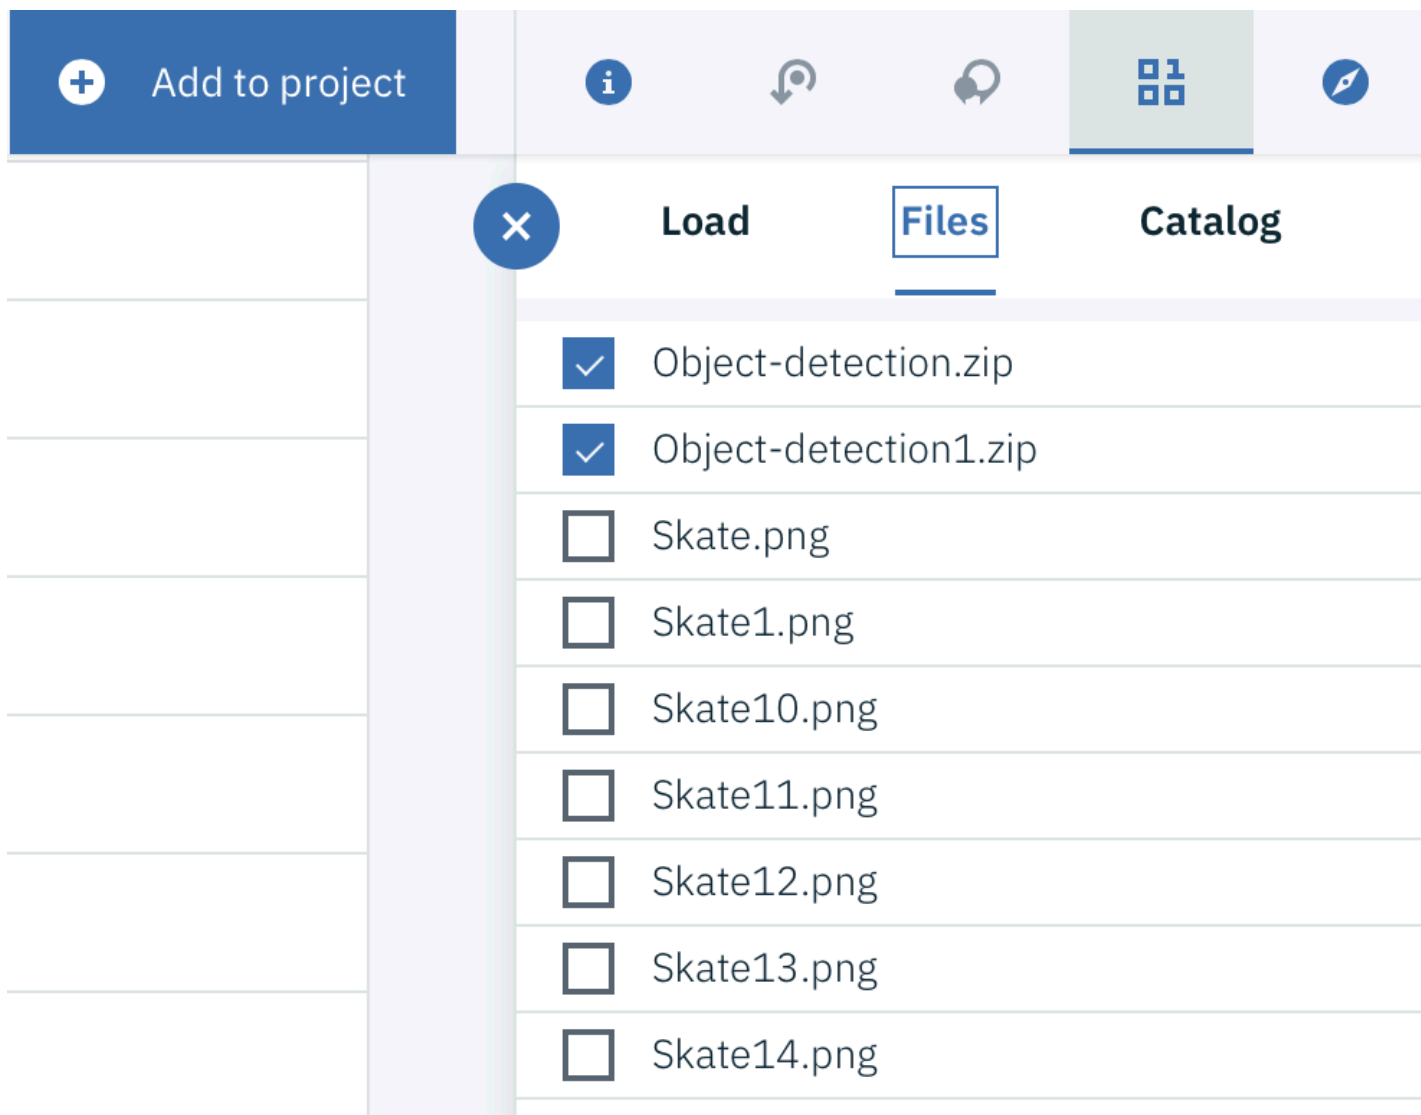 Add to project
Load Files Catalog
Object-detection.zip
Object-detection1.zip
Skate.png
Skate1.png
Skate10.png
Skate11.png
Skate12.png
Skate13.png
Skate14.png